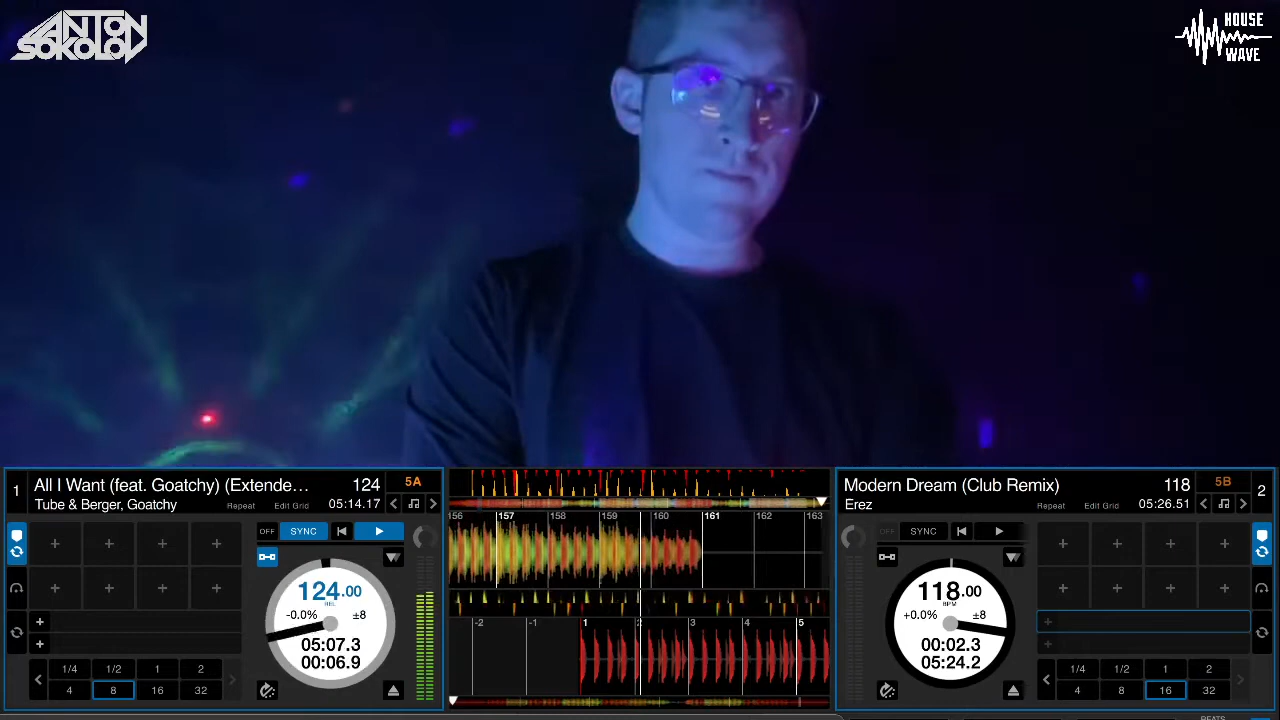 ANTON
SOKOLOV
HOUSE
WAVE
1
All I Want (feat. Goatchy) (Extende...
124
5A
Tube & Berger, Goatchy
Repeat
Edit Grid
05:14.17
OFF
SYNC
124.00
REL
-0.0%
±8
05:07.3
00:06.9
1/4
1/2
1
2
4
8
16
32
156
157
158
159
160
161
162
163
-2
-1
1
2
3
4
5
Modern Dream (Club Remix)
118
5B
2
Erez
Repeat
Edit Grid
05:26.51
OFF
SYNC
118.00
BPM
+0.0%
±8
00:02.3
05:24.2
1/4
1/2
1
2
4
16
32
BEATS